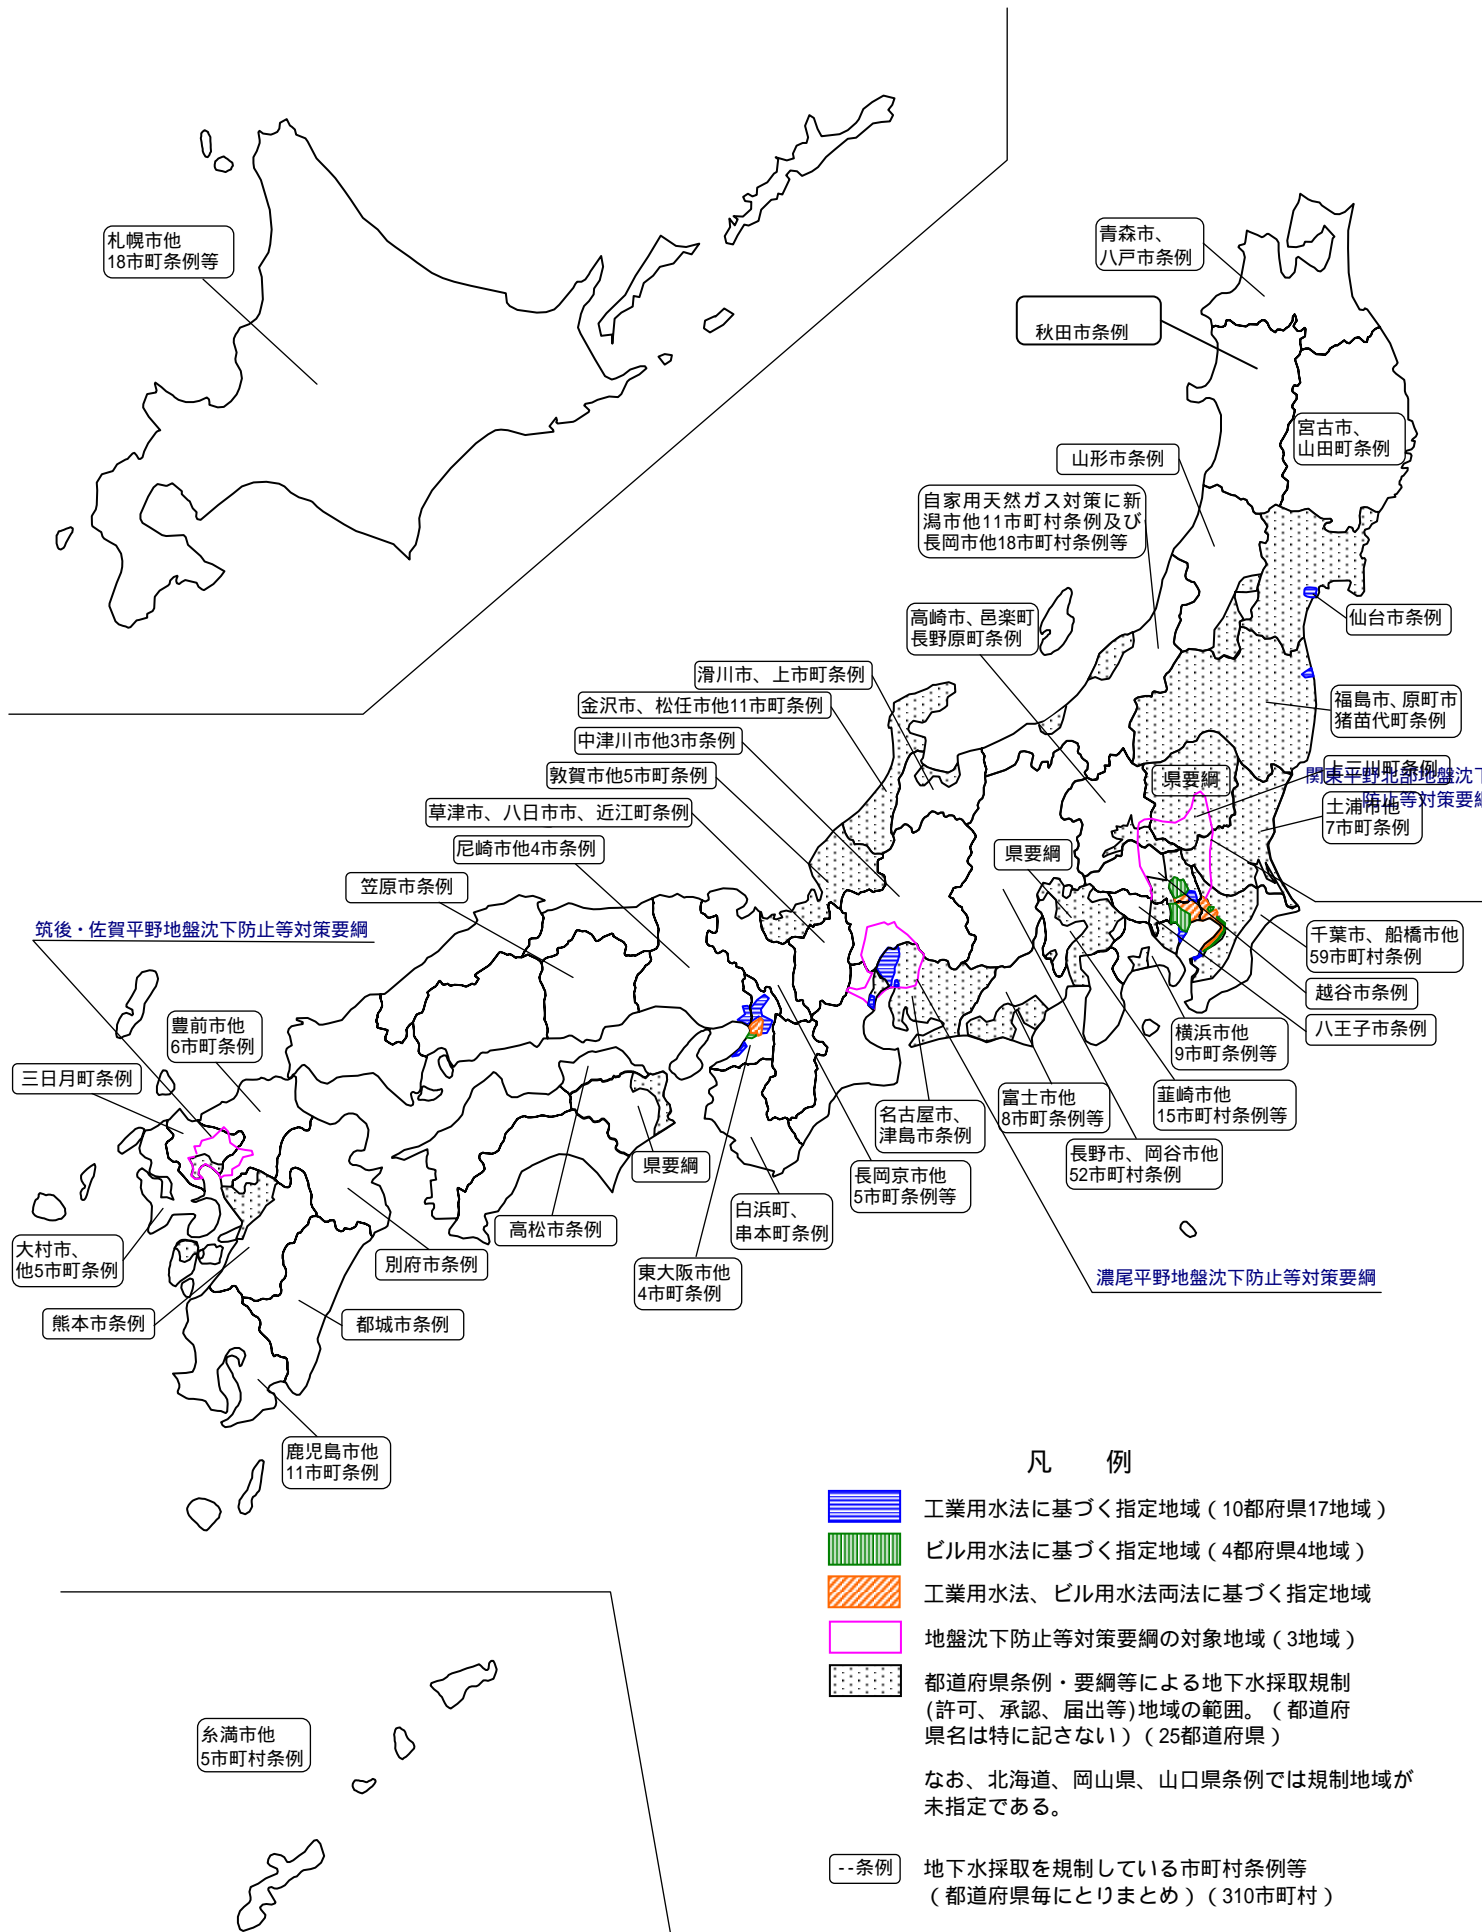 札幌市他
18市町条例等
青森市、
八戸市条例
秋田市条例
宮古市、
山田町条例
山形市条例
自家用天然ガス対策に新
潟市他11市町村条例及び
長岡市他18市町村条例等
仙台市条例
高崎市、邑楽町
長野原町条例
滑川市、上市町条例
福島市、原町市
猪苗代町条例
金沢市、松任市他11市町条例
中津川市他3市条例
上三川町条例
県要綱
関東平野北部地盤沈下
防止等対策要綱
敦賀市他5市町条例
草津市、八日市市、近江町条例
土浦市他
7市町条例
尼崎市他4市条例
県要綱
笠原市条例
筑後・佐賀平野地盤沈下防止等対策要綱
千葉市、船橋市他
59市町村条例
越谷市条例
豊前市他
6市町条例
横浜市他
9市町条例等
八王子市条例
三日月町条例
富士市他
8市町条例等
韮崎市他
15市町村条例等
名古屋市、
津島市条例
県要綱
長野市、岡谷市他
52市町村条例
長岡京市他
5市町条例等
白浜町、
串本町条例
高松市条例
大村市、
他5市町条例
別府市条例
東大阪市他
4市町条例
濃尾平野地盤沈下防止等対策要綱
熊本市条例
都城市条例
鹿児島市他
11市町条例
凡　例
工業用水法に基づく指定地域（10都府県17地域）
ビル用水法に基づく指定地域（4都府県4地域）
工業用水法、ビル用水法両法に基づく指定地域
地盤沈下防止等対策要綱の対象地域（3地域）
都道府県条例・要綱等による地下水採取規制
(許可、承認、届出等)地域の範囲。（都道府
県名は特に記さない）（25都道府県）
なお、北海道、岡山県、山口県条例では規制地域が
未指定である。
糸満市他
5市町村条例
--条例
地下水採取を規制している市町村条例等
（都道府県毎にとりまとめ）（310市町村）